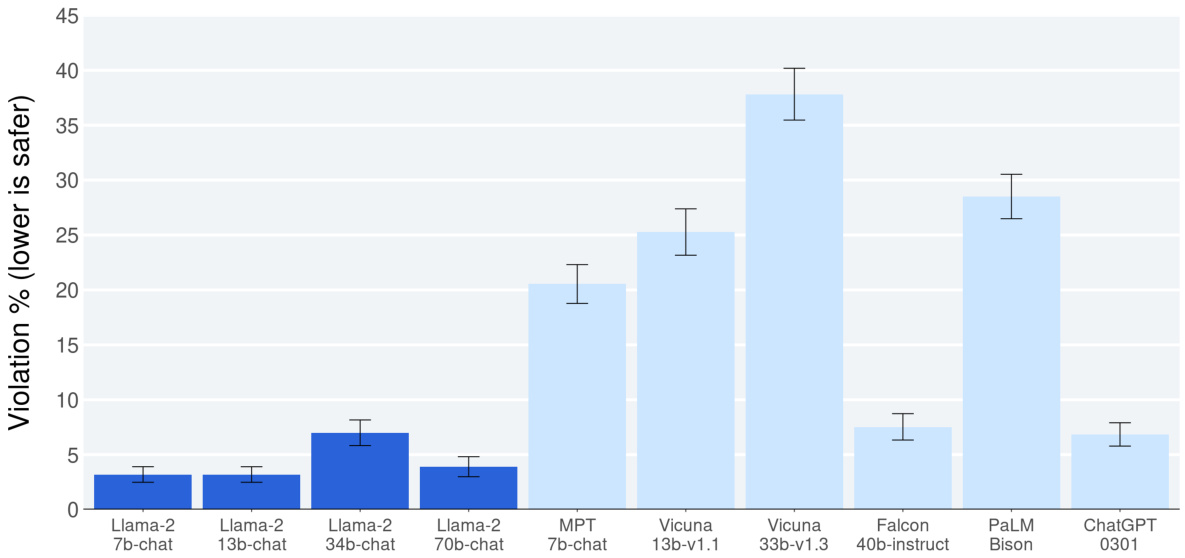 Violation % (lower is safer)
45
40
35
30
25
20
15
10
5
0
Llama-2
7b-chat
Llama-2
13b-chat
Llama-2
34b-chat
Llama-2
70b-chat
MPT
7b-chat
Vicuna
13b-v1.1
Vicuna
33b-v1.3
Falcon
40b-instruct
PaLM
Bison
ChatGPT
0301